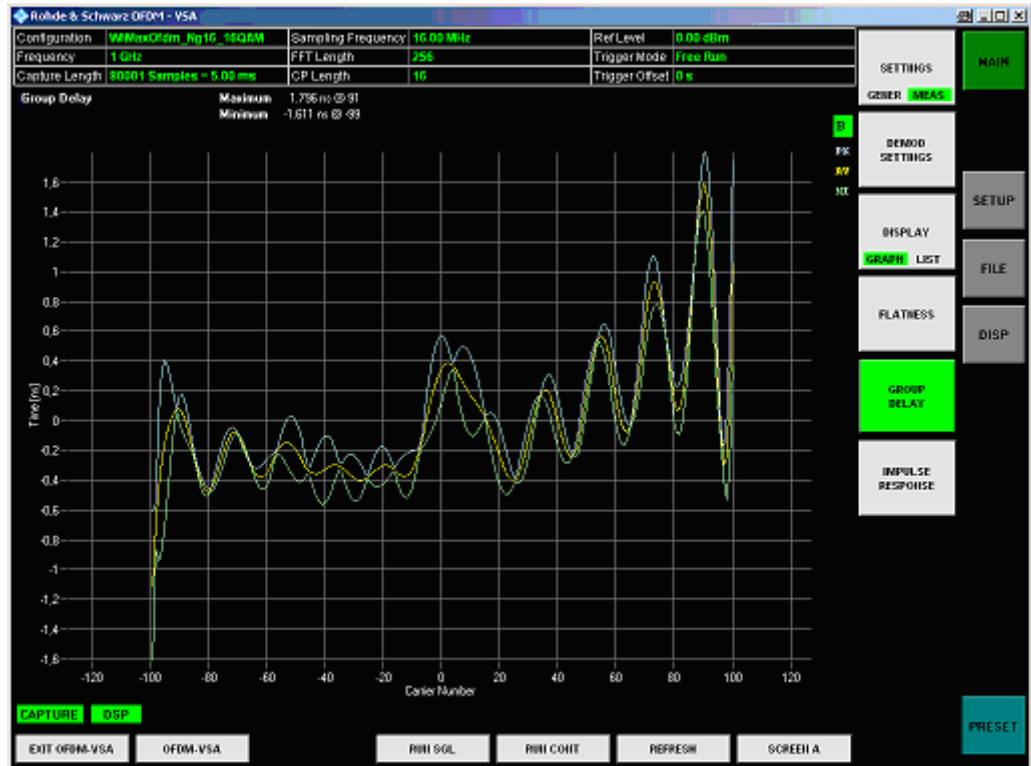 Rohde & Schwarz OFDM - VSA
Configuration WiMaxOfdm_Ng16_16QAM Sampling Frequency 16.00 MHz Ref Level 0.00 dBm
Frequency 1 GHz FFT Length 256 Trigger Mode Free Run
Capture Length 80001 Samples = 5.00 ms CP Length 16 Trigger Offset 0 s
Group Delay Maximum 1.796 ns @ 91
Minimum -1.611 ns @ -99
B
PK
AV
1,6
1,4
1,2
1
0,8
0,6
0,4
0,2
0
-0,2
-0,4
-0,6
-0,8
-1
-1,2
-1,4
-1,6
Time [ns]
-120 -100 -80 -60 -40 -20 0 20 40 60 80 100 120
Carrier Number
SETTINGS
GENER MEAS
DEMOD
SETTINGS
DISPLAY
GRAPH LIST
FLATNESS
GROUP
DELAY
IMPULSE
RESPONSE
MAIN
SETUP
FILE
DISP
PRESET
CAPTURE DSP
EXIT OFDM-VSA OFDM-VSA RUN SGL RUN CONT REFRESH SCREEN A